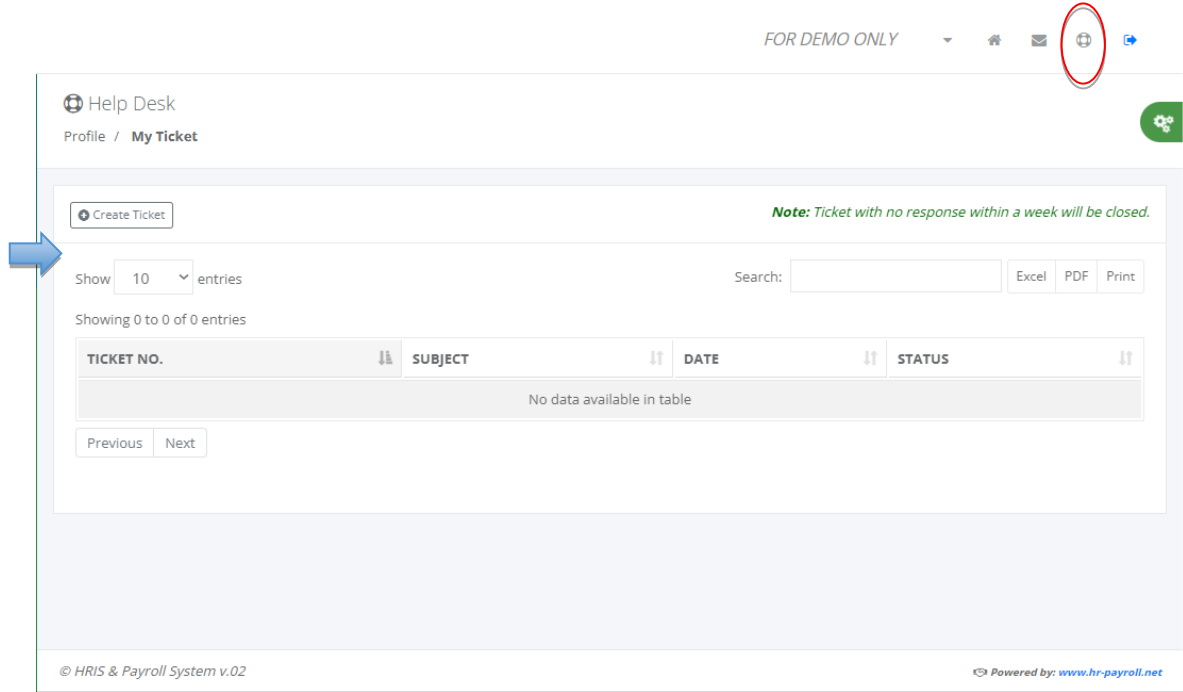 FOR DEMO ONLY
Help Desk
Profile / My Ticket
Create Ticket
Note: Ticket with no response within a week will be closed.
Show 10 entries
Search:
Excel PDF Print
Showing 0 to 0 of 0 entries
TICKET NO. SUBJECT DATE STATUS
No data available in table
Previous Next
© HRIS & Payroll System v.02
Powered by: www.hr-payroll.net